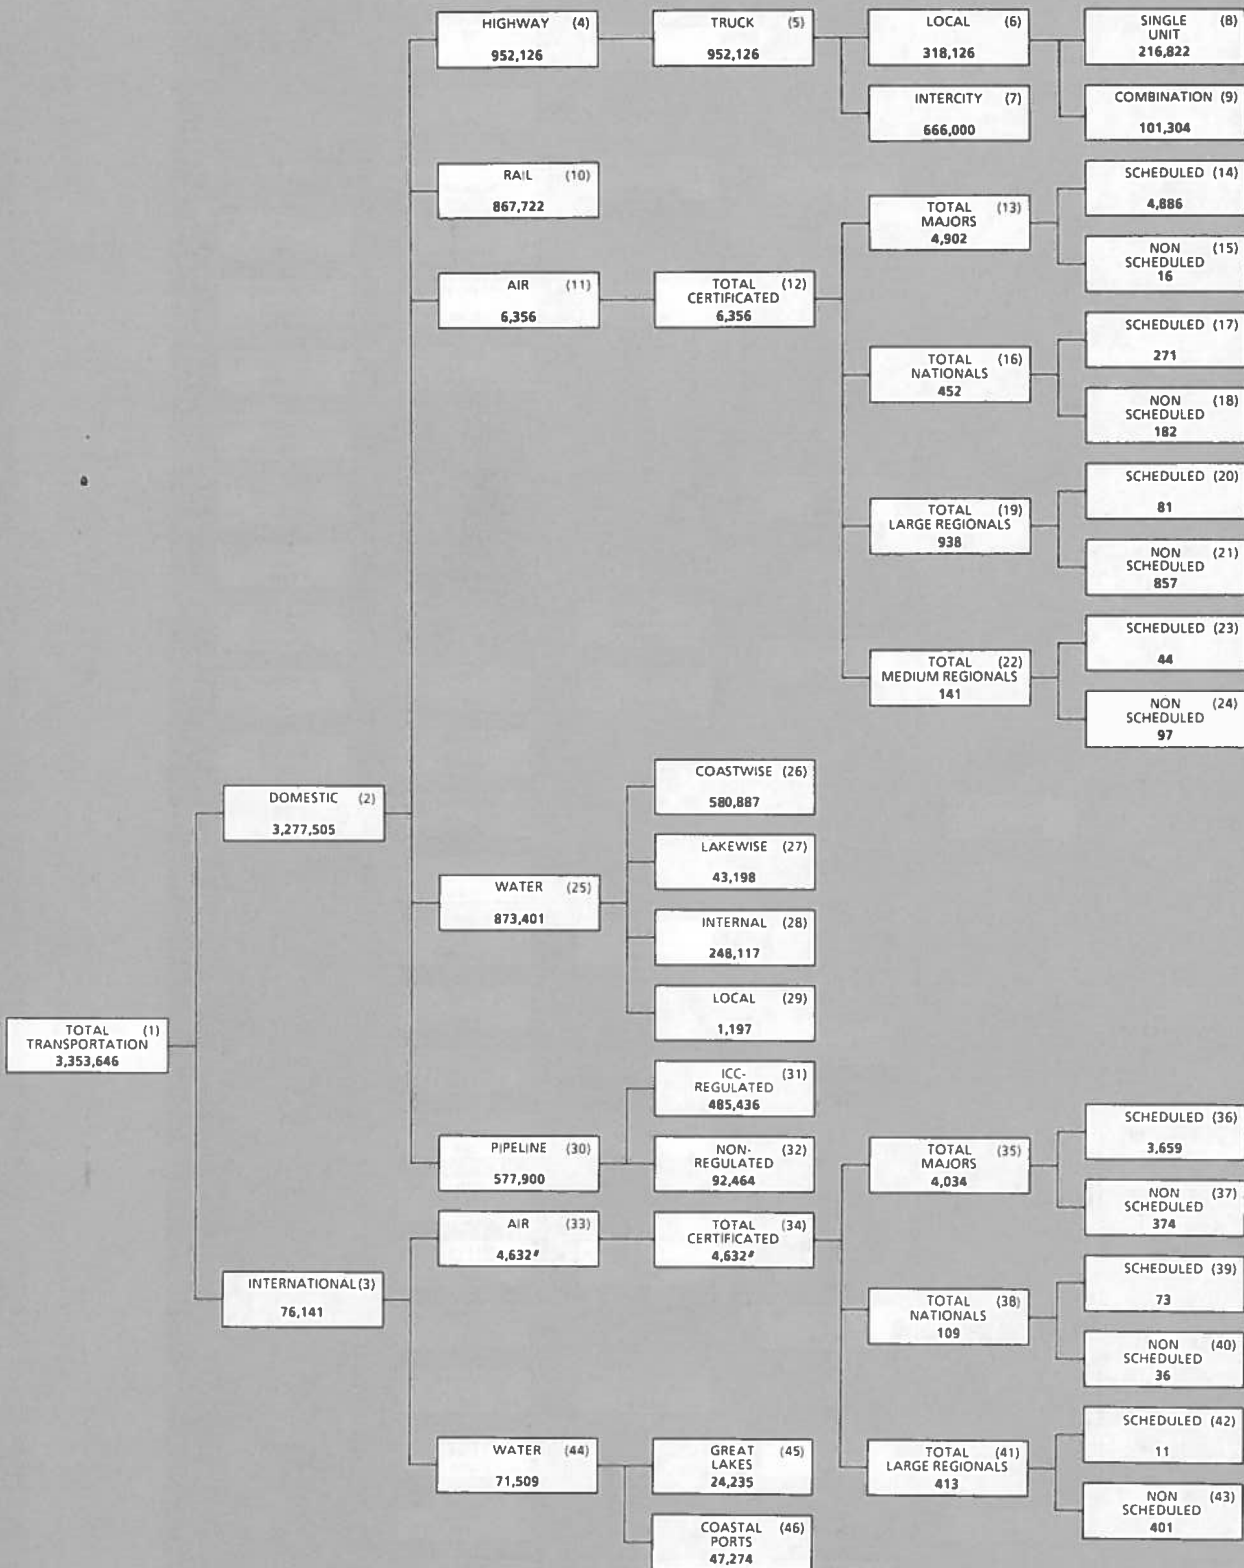 HIGHWAY (4)
952,126
TRUCK (5)
952,126
LOCAL (6)
318,126
SINGLE (8)
UNIT
216,822
INTERCITY (7)
666,000
COMBINATION (9)
101,304
RAIL (10)
867,722
AIR (11)
6,356
TOTAL (12)
CERTIFICATED
6,356
TOTAL (13)
MAJORS
4,902
SCHEDULED (14)
4,886
NON (15)
SCHEDULED
16
TOTAL (16)
NATIONALS
452
SCHEDULED (17)
271
NON (18)
SCHEDULED
182
TOTAL (19)
LARGE REGIONALS
938
SCHEDULED (20)
81
NON (21)
SCHEDULED
857
TOTAL (22)
MEDIUM REGIONALS
141
SCHEDULED (23)
44
NON (24)
SCHEDULED
97
TOTAL (1)
TRANSPORTATION
3,353,646
DOMESTIC (2)
3,277,505
WATER (25)
873,401
COASTWISE (26)
580,887
LAKEWISE (27)
43,198
INTERNAL (28)
248,117
LOCAL (29)
1,197
PIPELINE (30)
577,900
ICC- (31)
REGULATED
485,436
NON- (32)
REGULATED
92,464
INTERNATIONAL (3)
76,141
AIR (33)
4,632#
TOTAL (34)
CERTIFICATED
4,632#
TOTAL (35)
MAJORS
4,034
SCHEDULED (36)
3,659
NON (37)
SCHEDULED
374
TOTAL (38)
NATIONALS
109
SCHEDULED (39)
73
NON (40)
SCHEDULED
36
TOTAL (41)
LARGE REGIONALS
413
SCHEDULED (42)
11
NON (43)
SCHEDULED
401
WATER (44)
71,509
GREAT (45)
LAKES
24,235
COASTAL (46)
PORTS
47,274